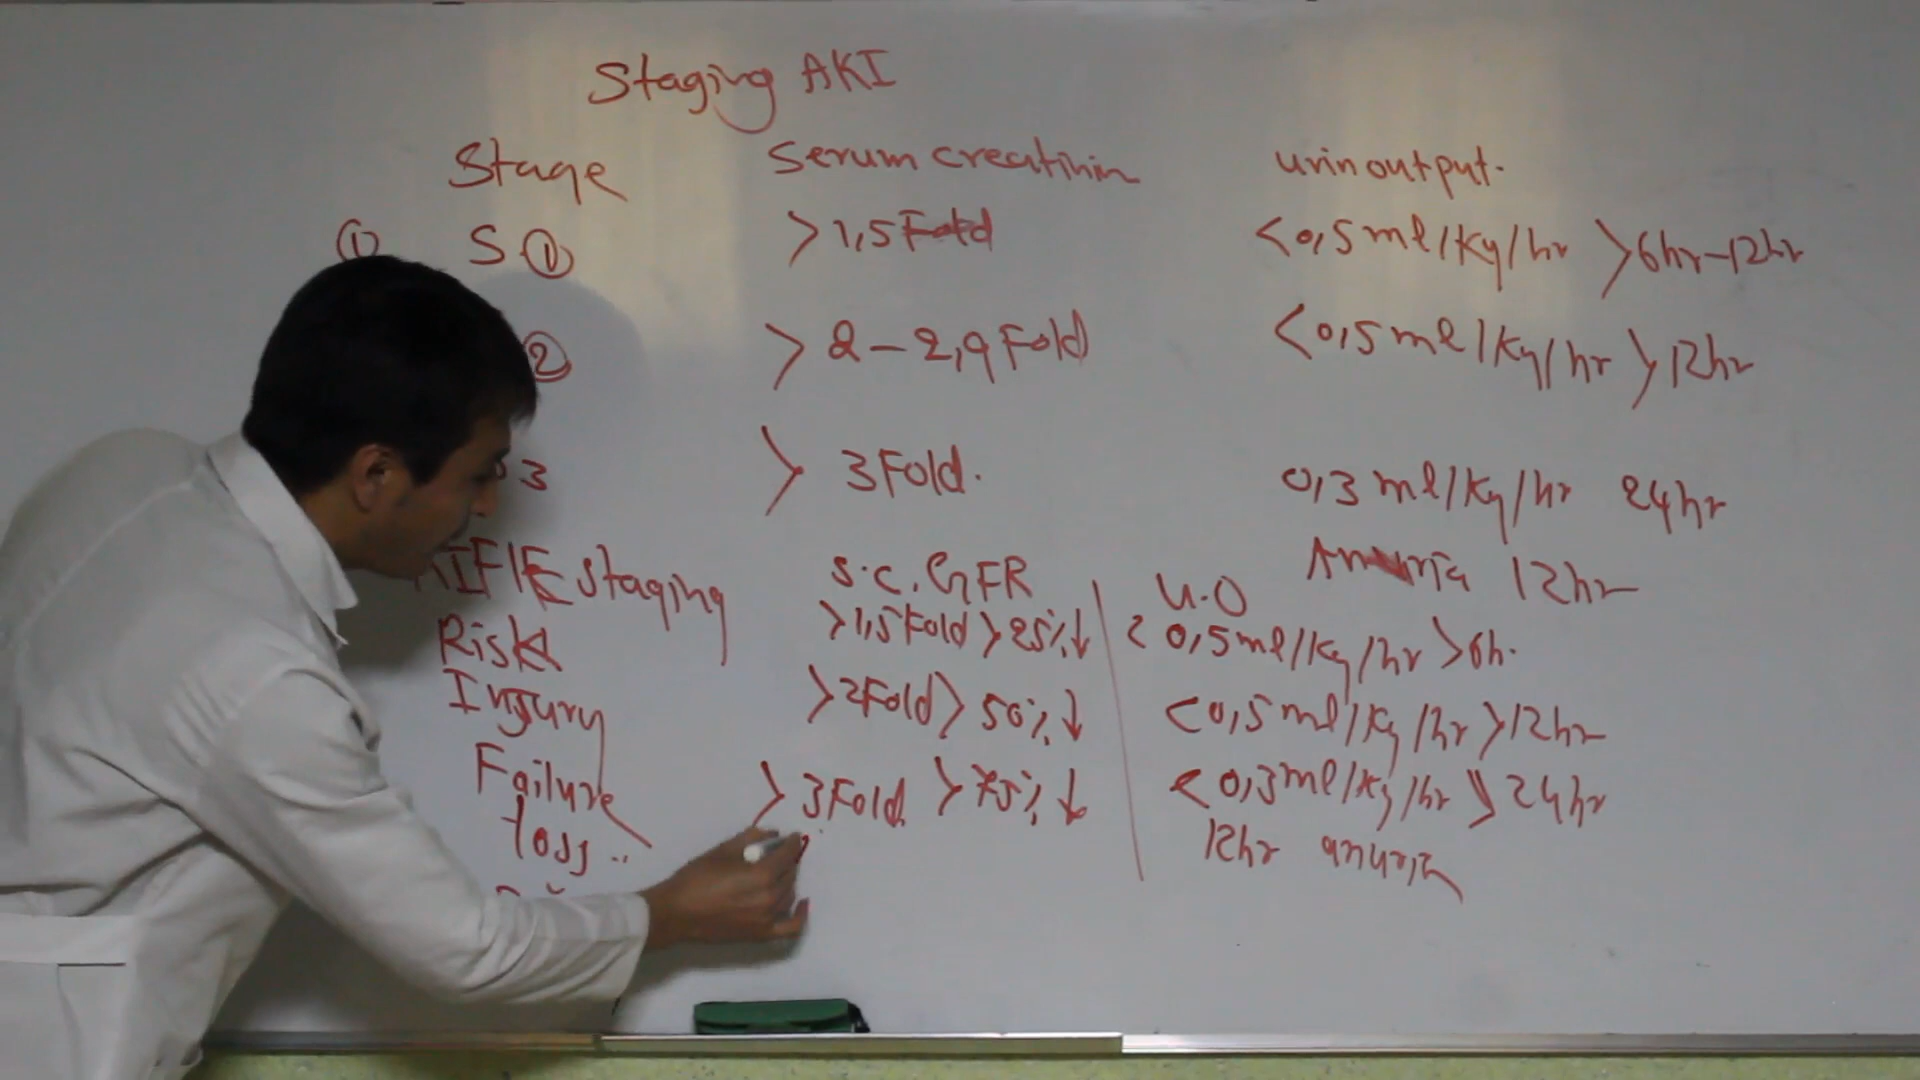 Staging AKI
Stage serum creatinin urin output.
① S ① >1,5 Fold <0,5 ml/Kg/hr >6hr-12hr
② >2-2,9 Fold <0,5 ml/Kg/hr >12hr
3 >3 Fold. 0,3 ml/Kg/hr 24hr
Anuria 12hr
IFlE staging s.c. GFR U.O
Risk >1,5 Fold >25% ↓ <0,5 ml/Kg/hr >6h.
Injury >2 Fold >50% ↓ <0,5 ml/Kg/hr >12hr
Failure >3 Fold. >75% ↓ <0,3 ml/Kg/hr >24hr
loss.. 12hr anuria